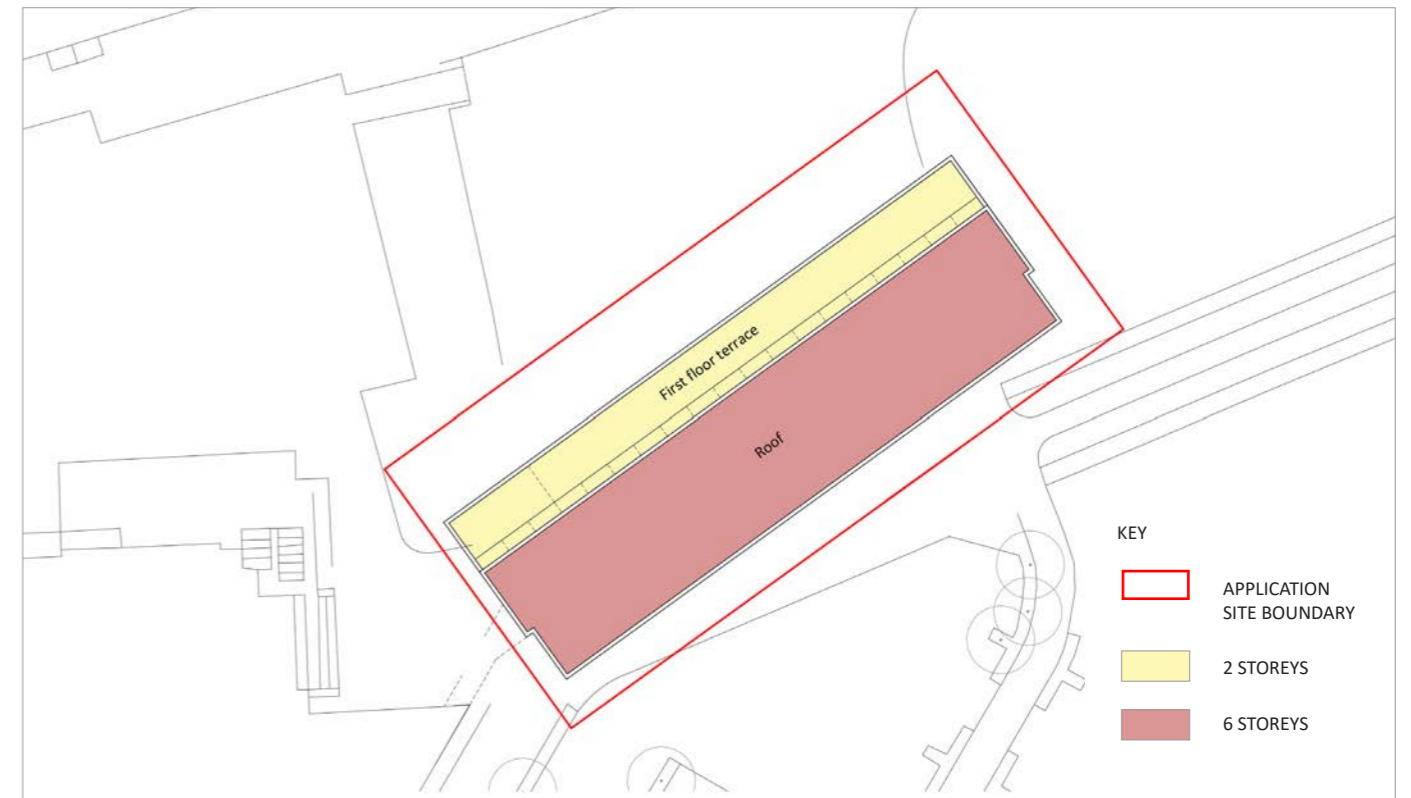 First floor terrace
Roof
KEY
APPLICATION
SITE BOUNDARY
2 STOREYS
6 STOREYS